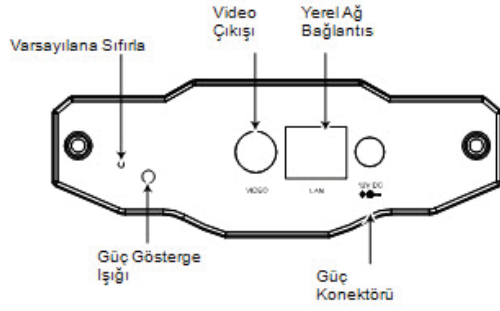 Video
Çıkışı
Yerel Ağ
Bağlantıs
Varsayılana Sıfırla
VIDEO
LAN
12V DC
Güç Gösterge
Işığı
Güç
Konektörü